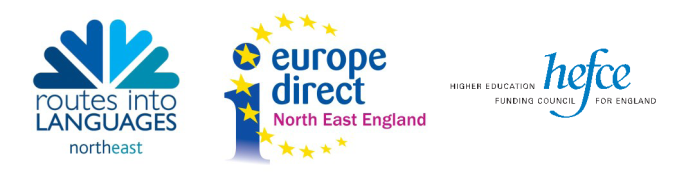 routes into
LANGUAGES
northeast
i europe
direct
North East England
HIGHER EDUCATION hefce
FUNDING COUNCIL FOR ENGLAND